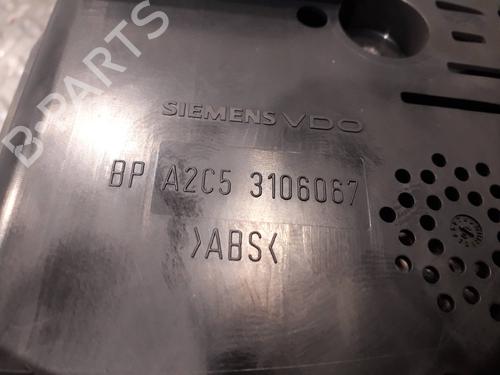 B-PARTS
SIEMENS VDO
BP A2C5 3106067
>ABS<